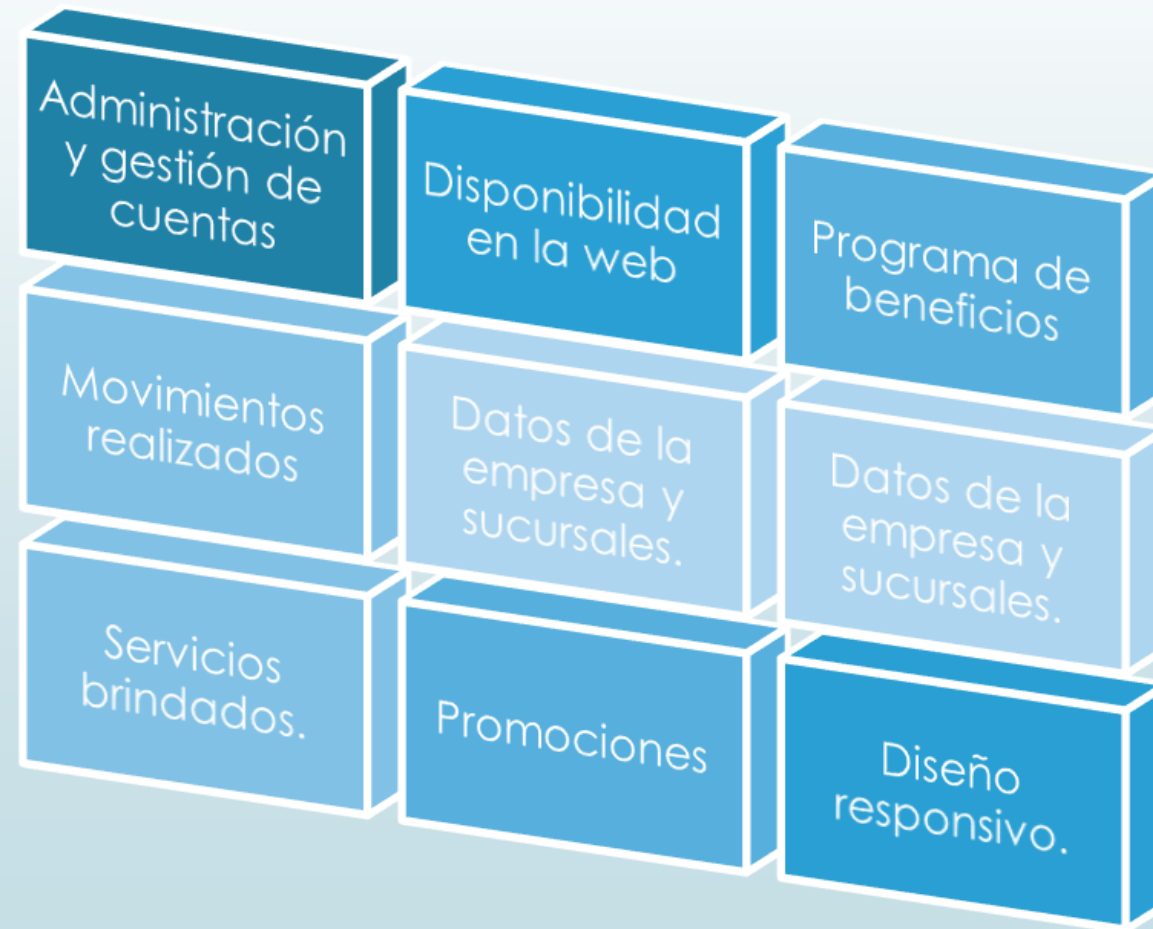 Administración
y gestión de
cuentas
Disponibilidad
en la web
Programa de
beneficios
Movimientos
realizados
Datos de la
empresa y
sucursales.
Datos de la
empresa y
sucursales.
Servicios
brindados.
Promociones
Diseño
responsivo.